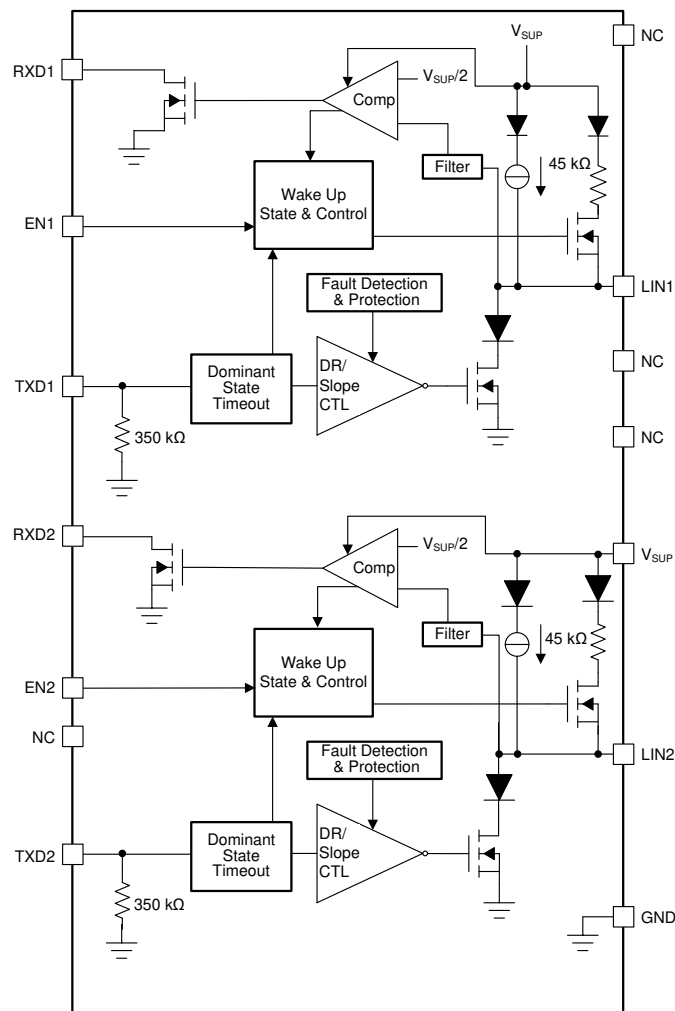 V_SUP
NC
RXD1
V_SUP/2
Comp
Filter
45 kΩ
Wake Up
State & Control
EN1
LIN1
Fault Detection
& Protection
NC
TXD1
Dominant
State
Timeout
DR/
Slope
CTL
350 kΩ
NC
RXD2
V_SUP/2
V_SUP
Comp
Filter
45 kΩ
Wake Up
State & Control
EN2
NC
LIN2
Fault Detection
& Protection
TXD2
Dominant
State
Timeout
DR/
Slope
CTL
350 kΩ
GND